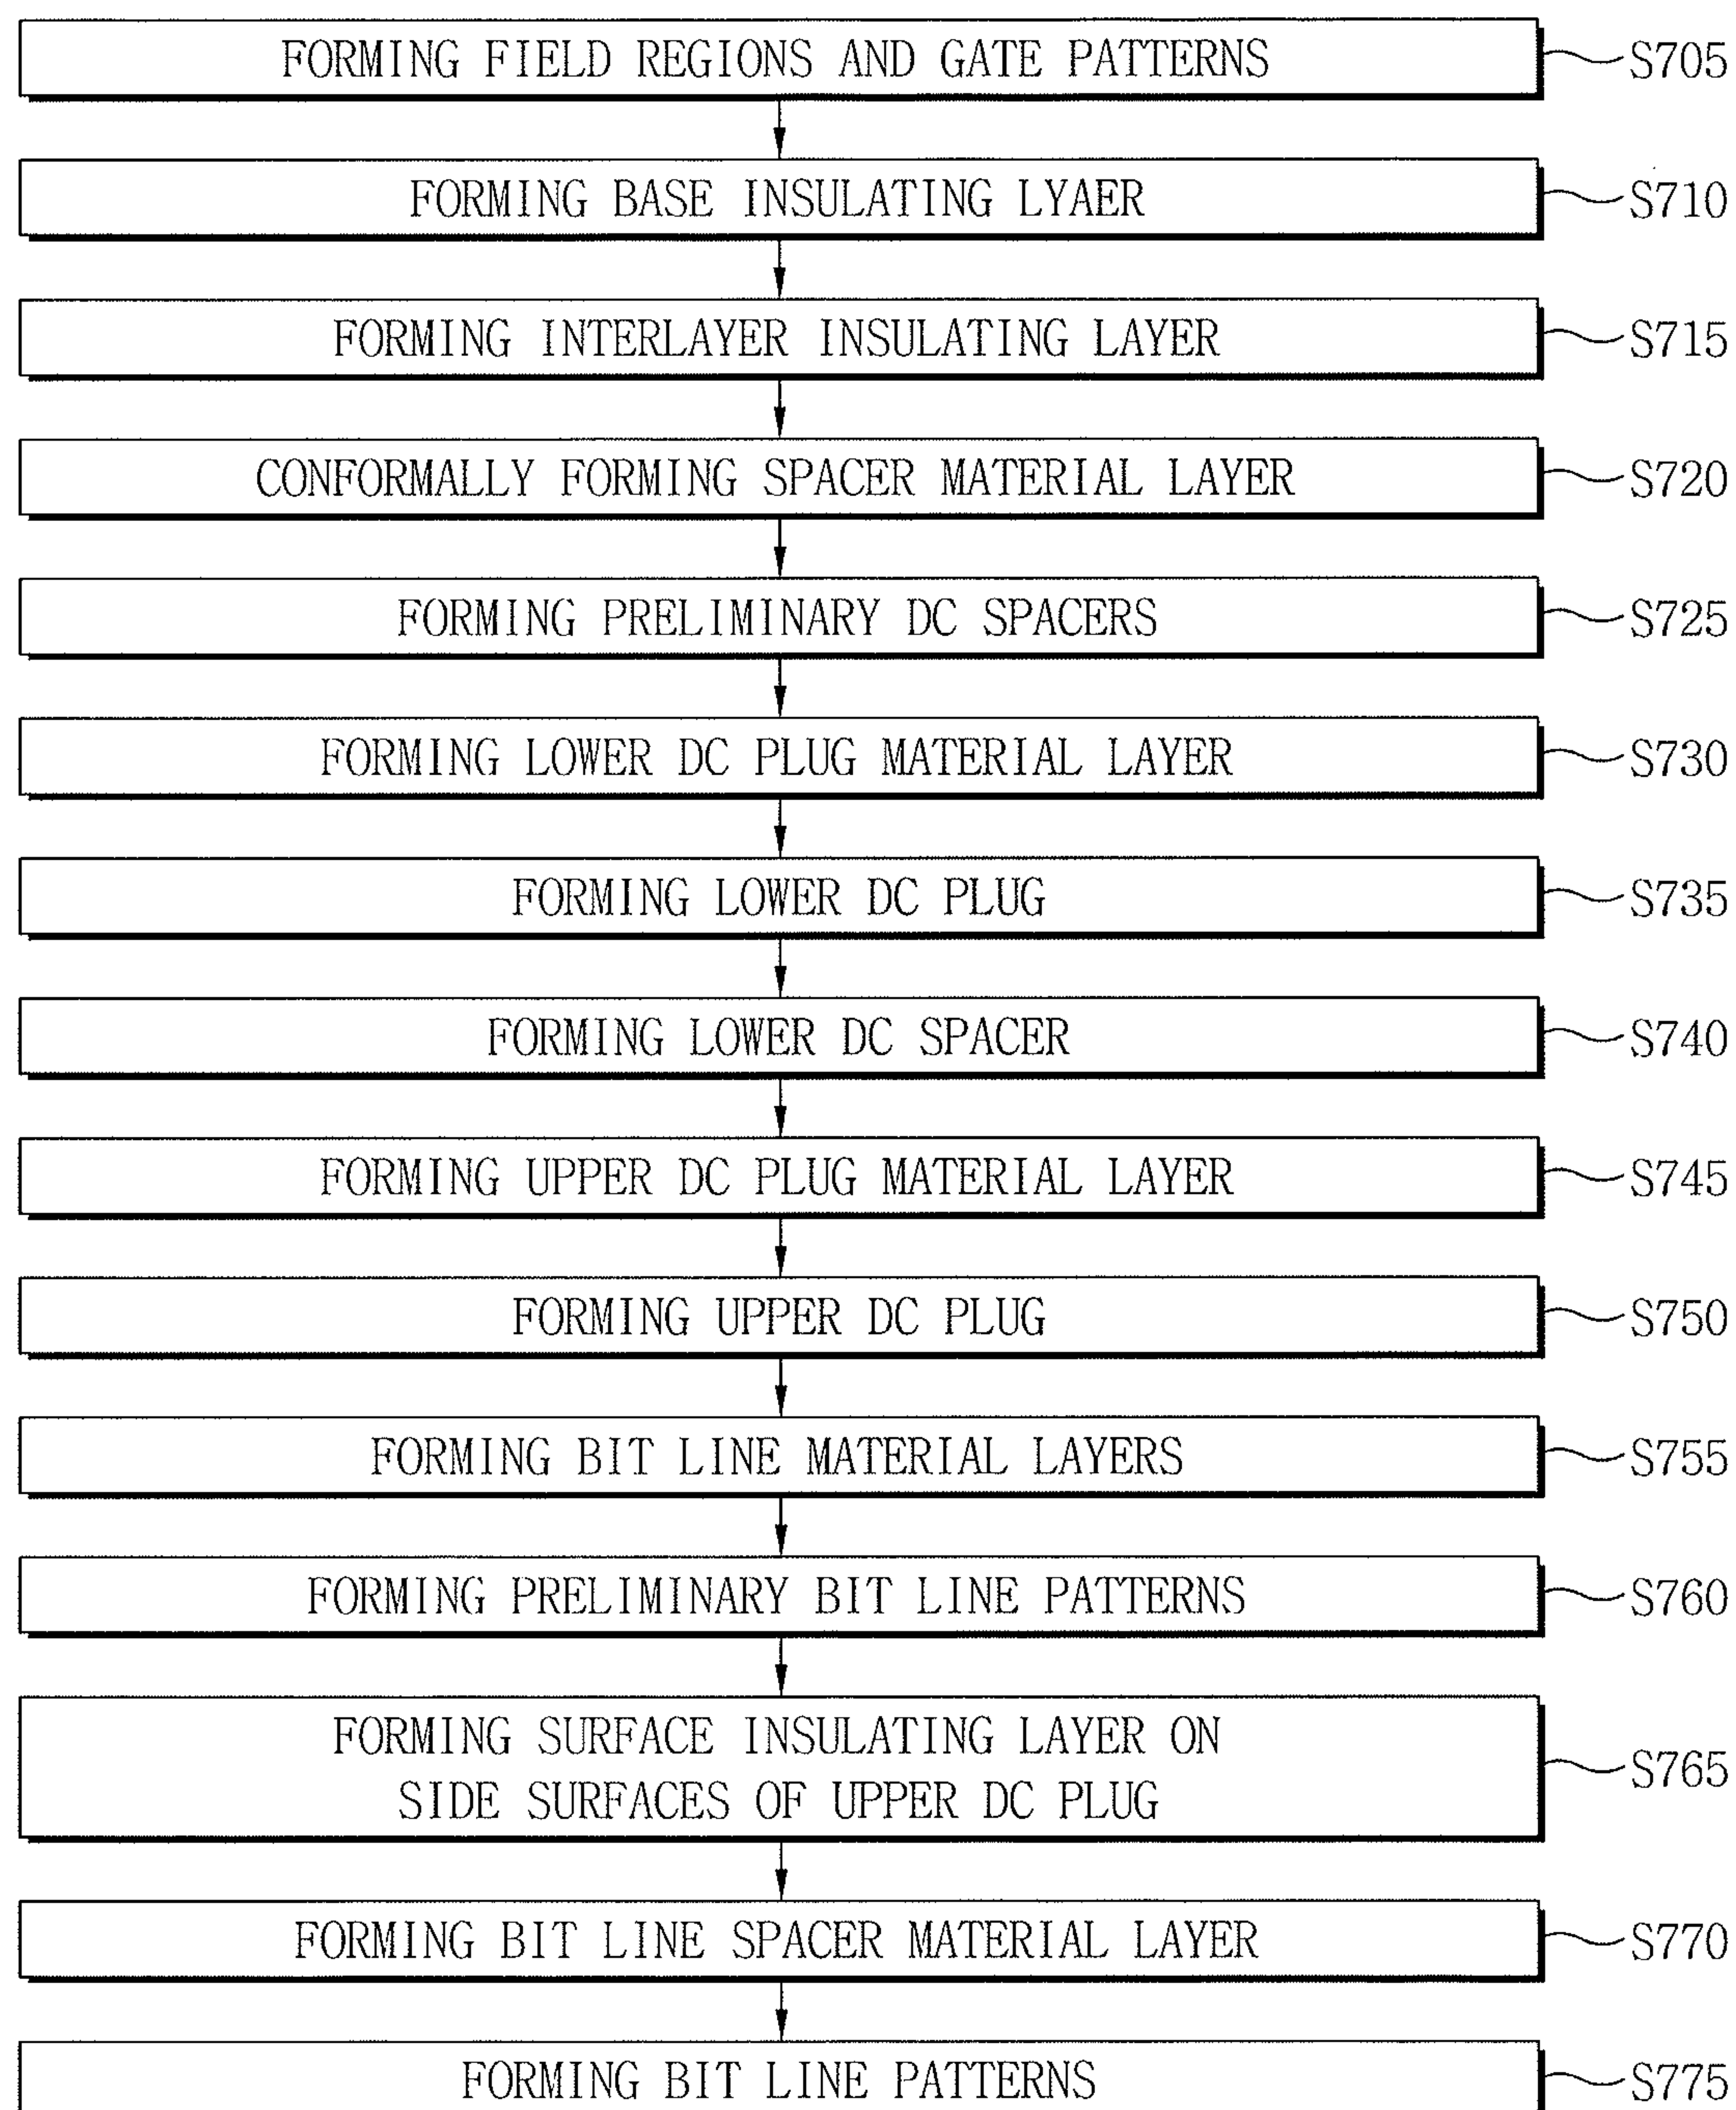 FORMING FIELD REGIONS AND GATE PATTERNS S705
FORMING BASE INSULATING LYAER S710
FORMING INTERLAYER INSULATING LAYER S715
CONFORMALLY FORMING SPACER MATERIAL LAYER S720
FORMING PRELIMINARY DC SPACERS S725
FORMING LOWER DC PLUG MATERIAL LAYER S730
FORMING LOWER DC PLUG S735
FORMING LOWER DC SPACER S740
FORMING UPPER DC PLUG MATERIAL LAYER S745
FORMING UPPER DC PLUG S750
FORMING BIT LINE MATERIAL LAYERS S755
FORMING PRELIMINARY BIT LINE PATTERNS S760
FORMING SURFACE INSULATING LAYER ON
SIDE SURFACES OF UPPER DC PLUG S765
FORMING BIT LINE SPACER MATERIAL LAYER S770
FORMING BIT LINE PATTERNS S775